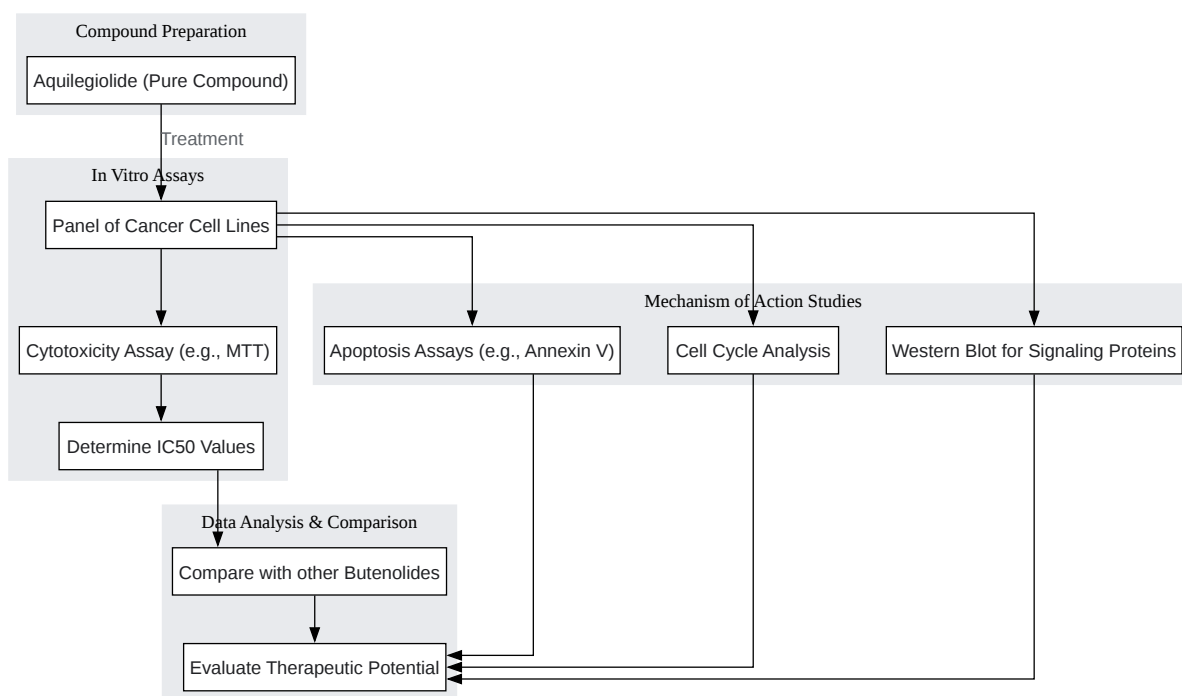 Compound Preparation
Aquilegiolide (Pure Compound)
Treatment
In Vitro Assays
Panel of Cancer Cell Lines
Mechanism of Action Studies
Cytotoxicity Assay (e.g., MTT)
Apoptosis Assays (e.g., Annexin V)
Cell Cycle Analysis
Western Blot for Signaling Proteins
Determine IC50 Values
Data Analysis & Comparison
Compare with other Butenolides
Evaluate Therapeutic Potential